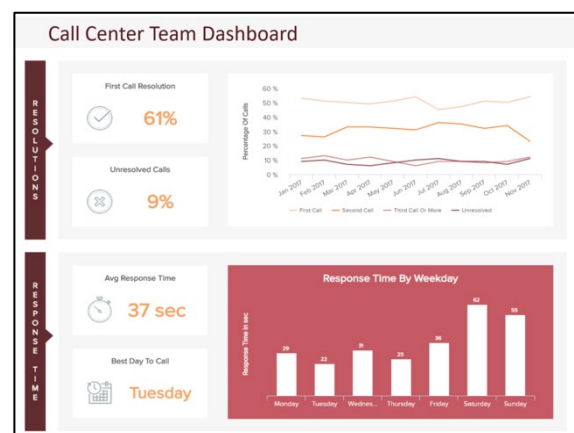 Call Center Team Dashboard
RESOLUTIONS
First Call Resolution
61%
Unresolved Calls
9%
Percentage Of Calls
60 %
50 %
40 %
30 %
20 %
10 %
0 %
Jan 2017
Feb 2017
Mar 2017
Apr 2017
May 2017
Jun 2017
Jul 2017
Aug 2017
Sep 2017
Oct 2017
Nov 2017
First Call
Second Call
Third Call Or More
Unresolved
RESPONSE TIME
Avg Response Time
37 sec
Best Day To Call
Tuesday
Response Time By Weekday
Response Time In sec
29
22
31
25
36
62
55
Monday
Tuesday
Wednes...
Thursday
Friday
Saturday
Sunday